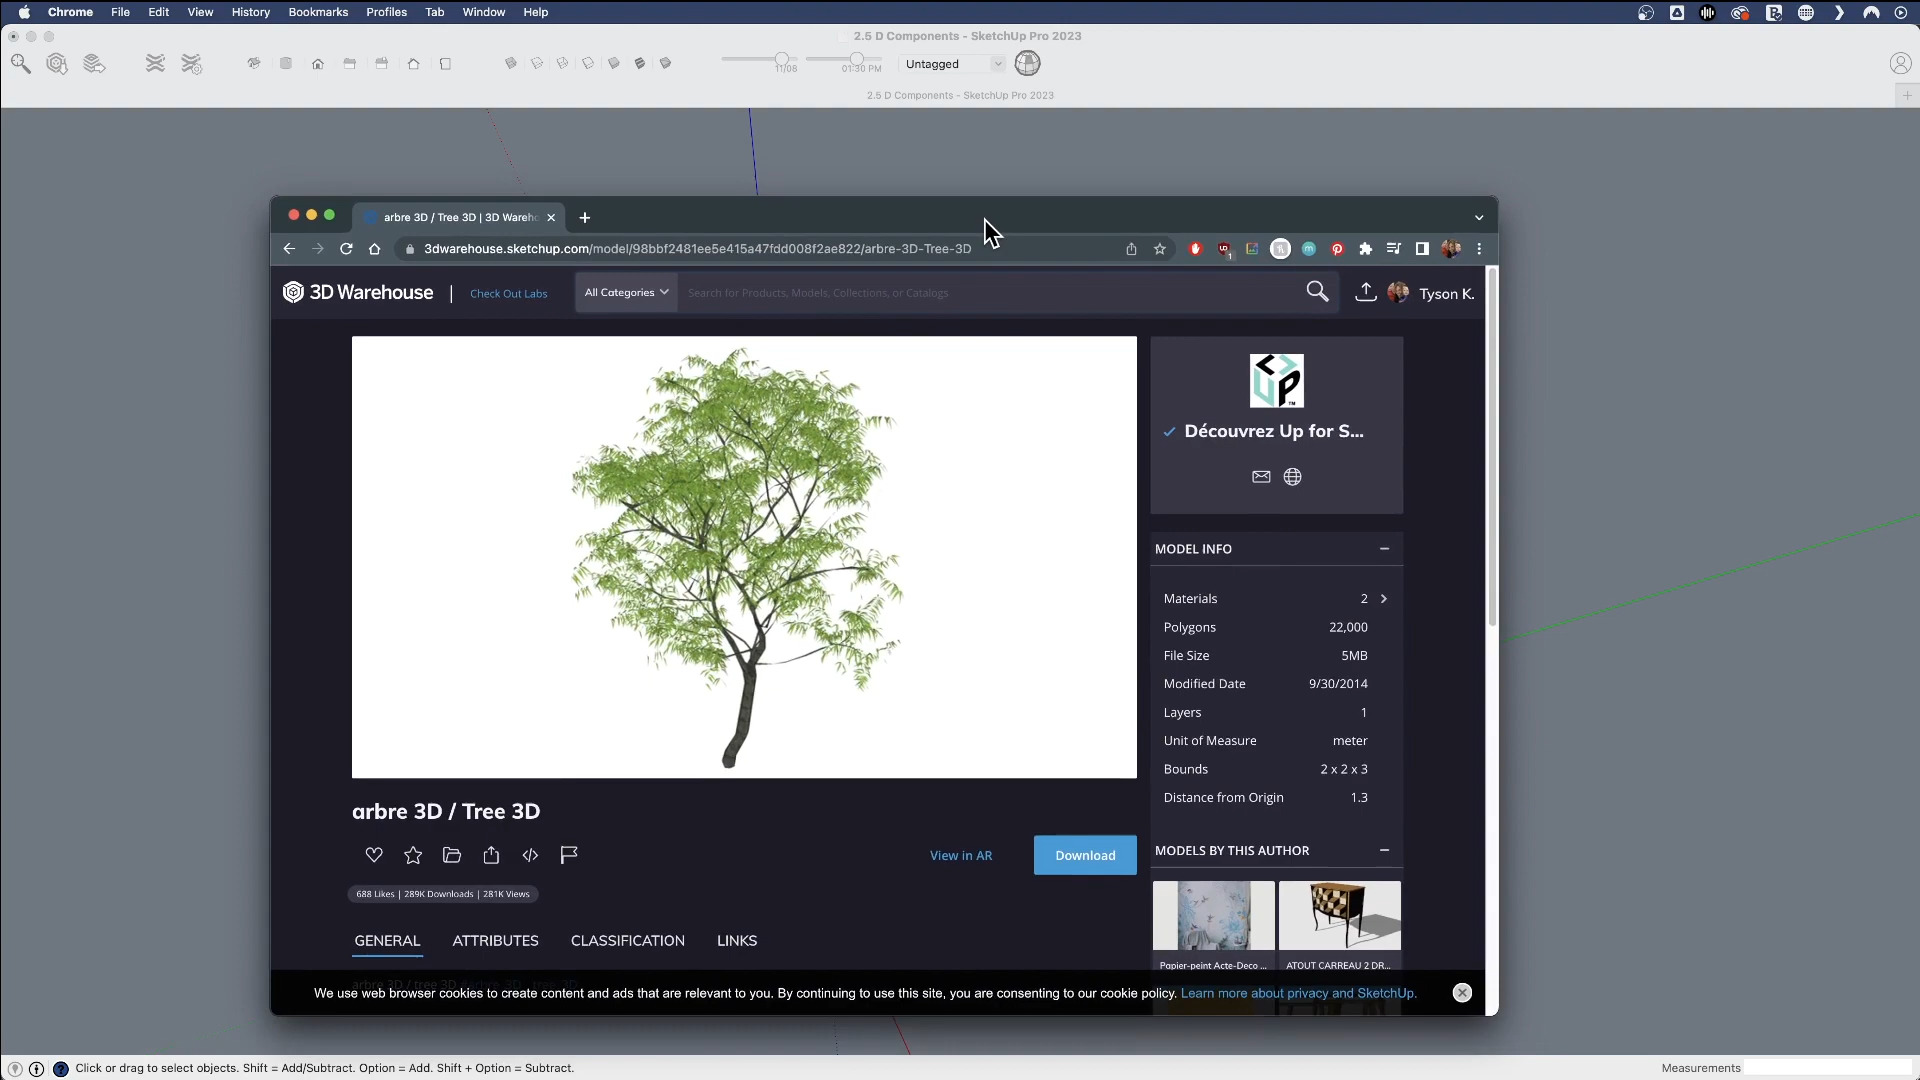 Chrome File Edit View History Bookmarks Profiles Tab Window Help
2.5 D Components - SketchUp Pro 2023
11/08 01:30 PM Untagged
2.5 D Components - SketchUp Pro 2023
arbre 3D / Tree 3D | 3D Wareho
3dwarehouse.sketchup.com/model/98bbf2481ee5e415a47fdd008f2ae822/arbre-3D-Tree-3D
3D Warehouse | Check Out Labs All Categories Search for Products, Models, Collections, or Catalogs Tyson K.
UP
Découvrez Up for S...
MODEL INFO
Materials 2
Polygons 22,000
File Size 5MB
Modified Date 9/30/2014
Layers 1
Unit of Measure meter
Bounds 2 x 2 x 3
Distance from Origin 1.3
arbre 3D / Tree 3D
View in AR Download
MODELS BY THIS AUTHOR
688 Likes | 289K Downloads | 281K Views
GENERAL ATTRIBUTES CLASSIFICATION LINKS
Papier-peint Acte-Deco ... ATOUT CARREAU 2 DR...
We use web browser cookies to create content and ads that are relevant to you. By continuing to use this site, you are consenting to our cookie policy. Learn more about privacy and SketchUp.
Click or drag to select objects. Shift = Add/Subtract. Option = Add. Shift + Option = Subtract.
Measurements